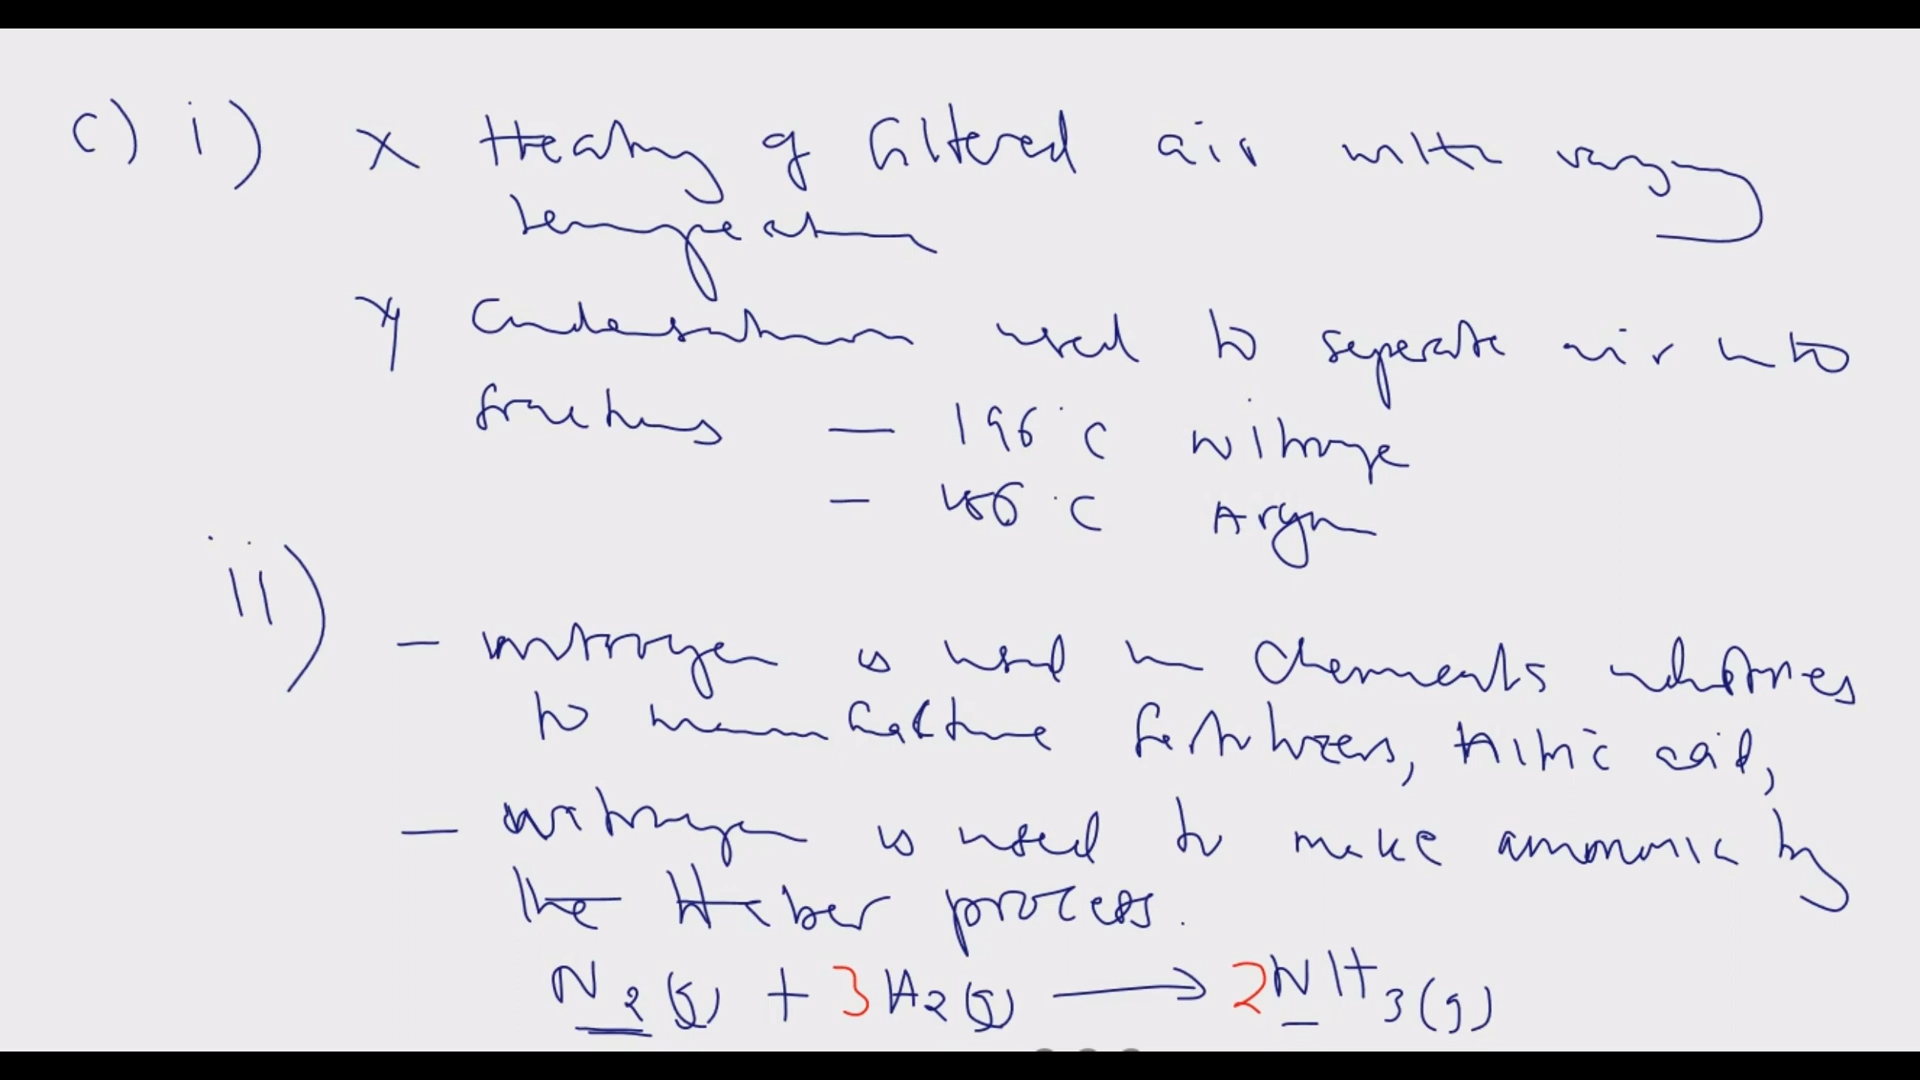 c) i) x Heating of filtered air with varying
temperature
y Condensation used to seperate air into
fractions — 196°C Nitrogen
— 186°C Argon
ii) — nitrogen is used in chemicals industries
to manufacture fertilizers, Nitric acid,
— nitrogen is used to make ammonia by
the Haber process.
N₂(g) + 3H₂(g) → 2NH₃(g)